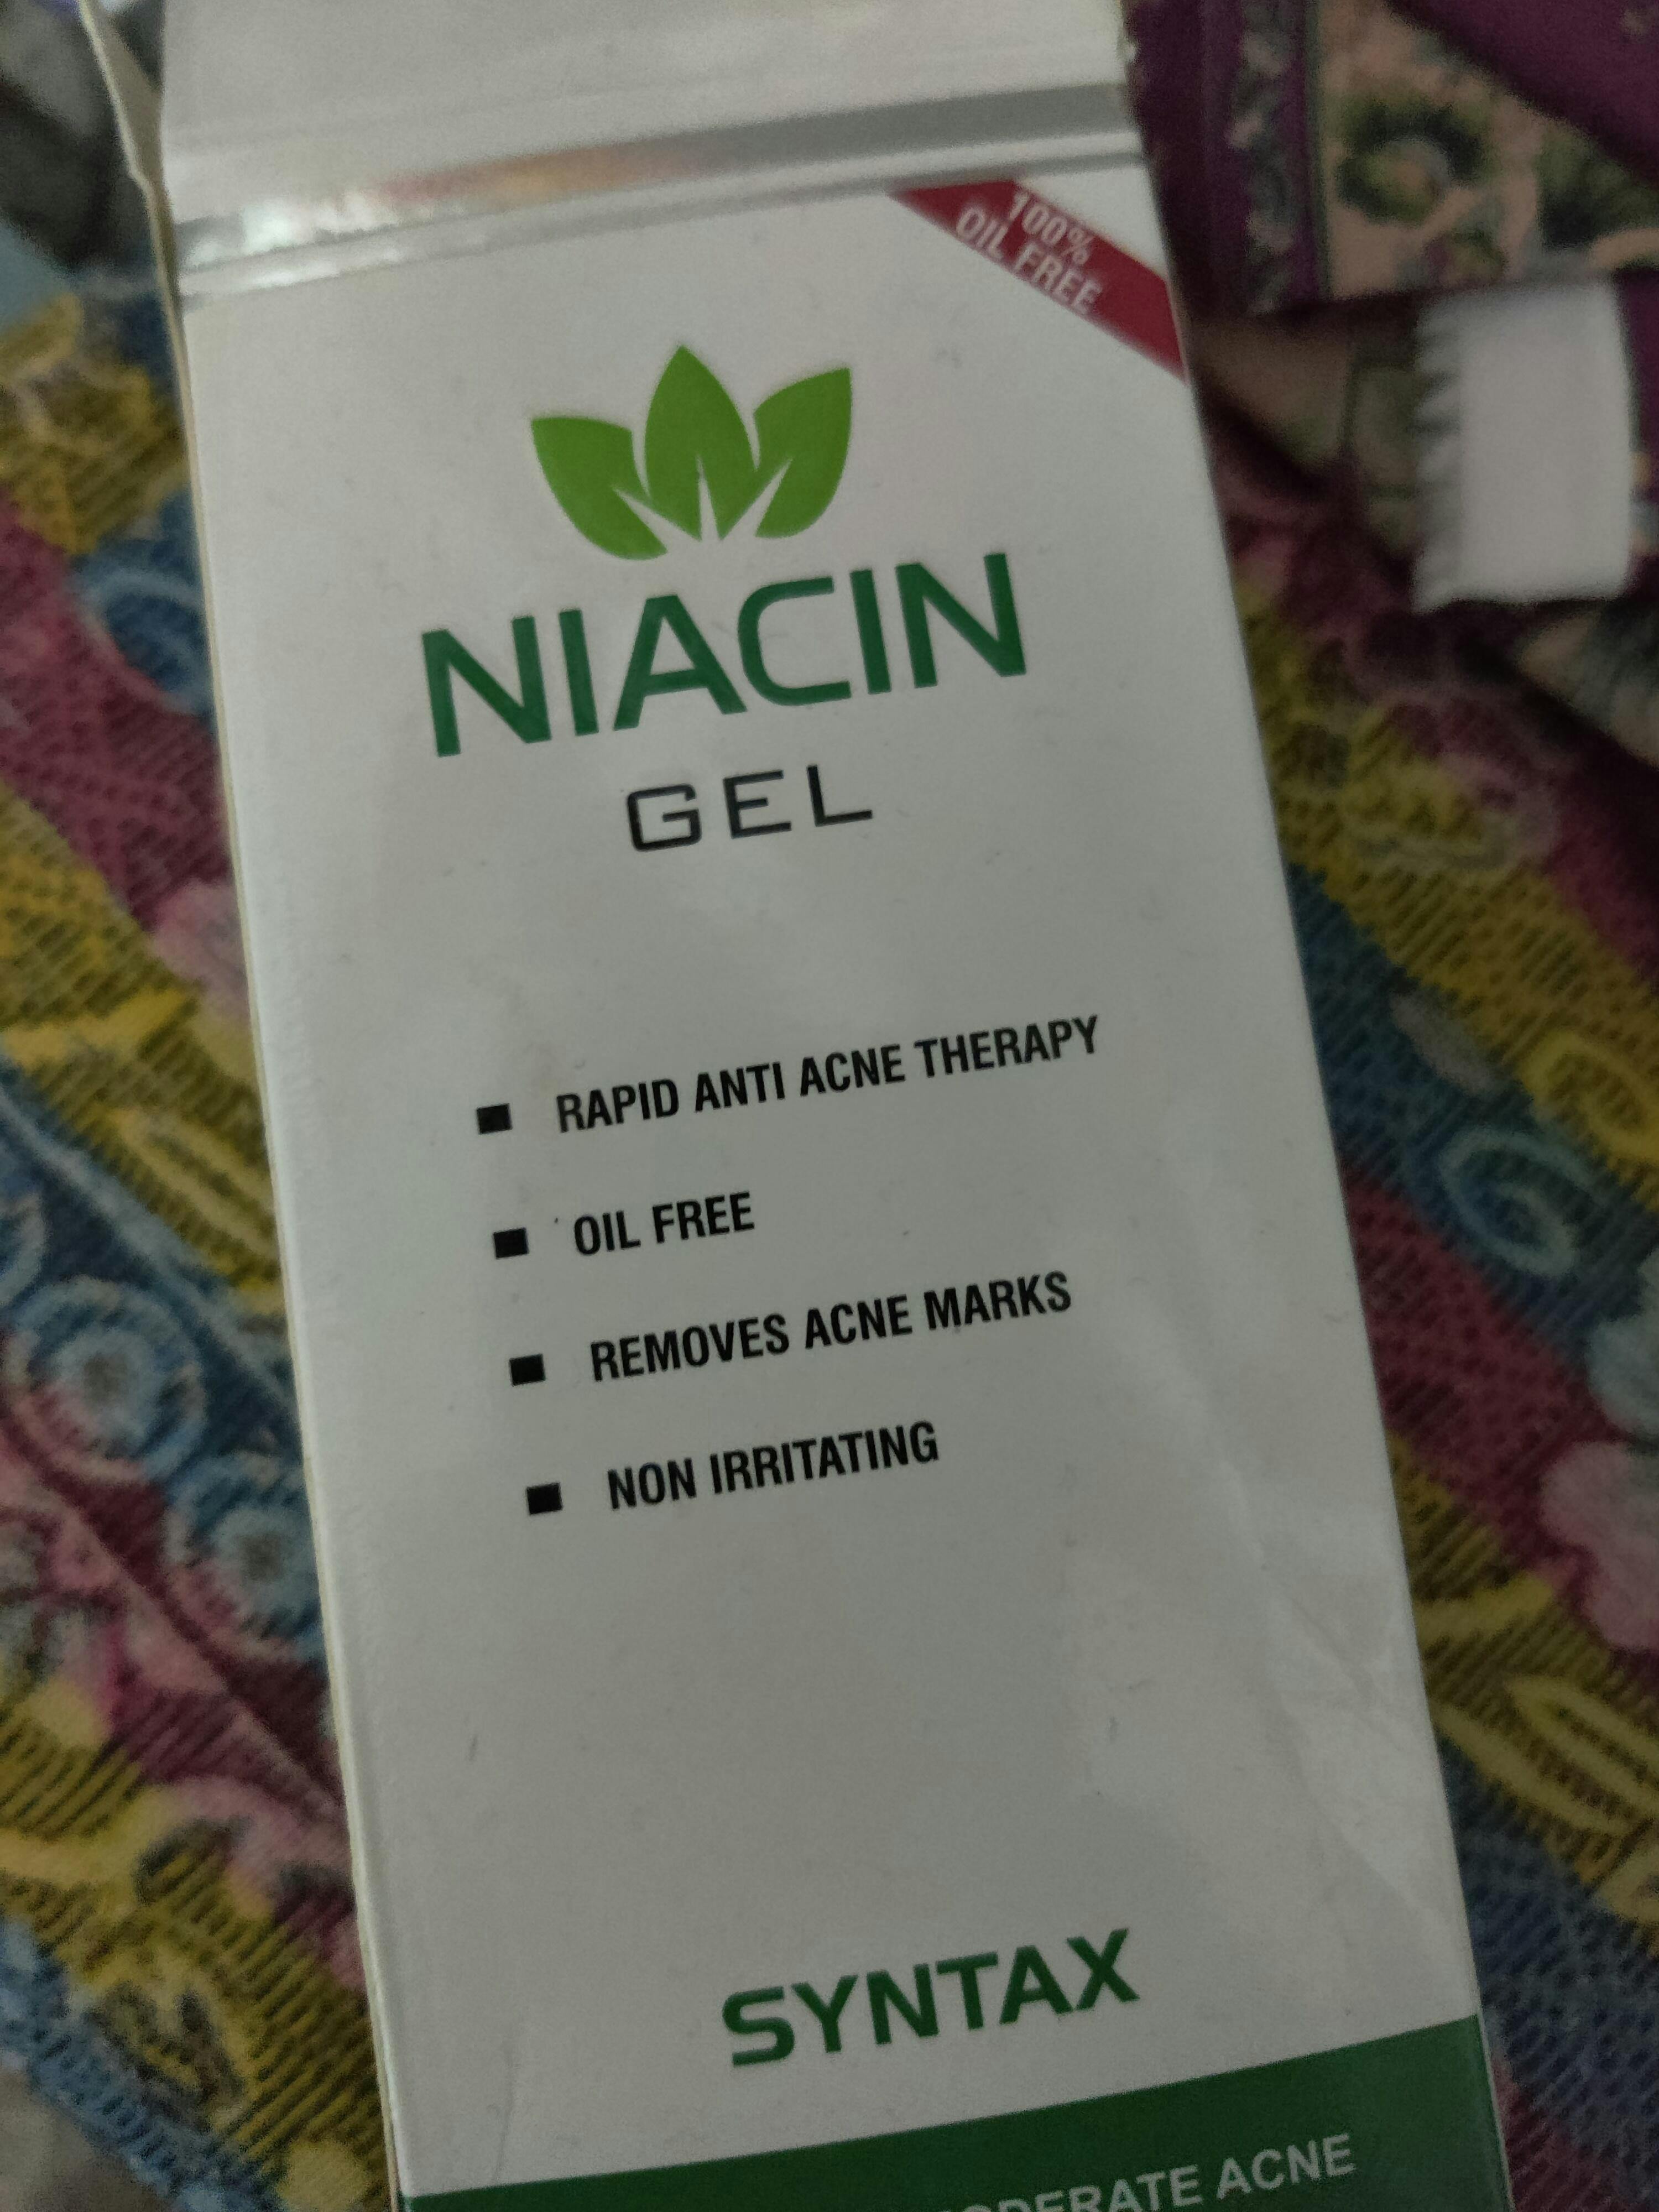 100%
OIL FREE
NIACIN
GEL
RAPID ANTI ACNE THERAPY
OIL FREE
REMOVES ACNE MARKS
NON IRRITATING
SYNTAX
ACNE